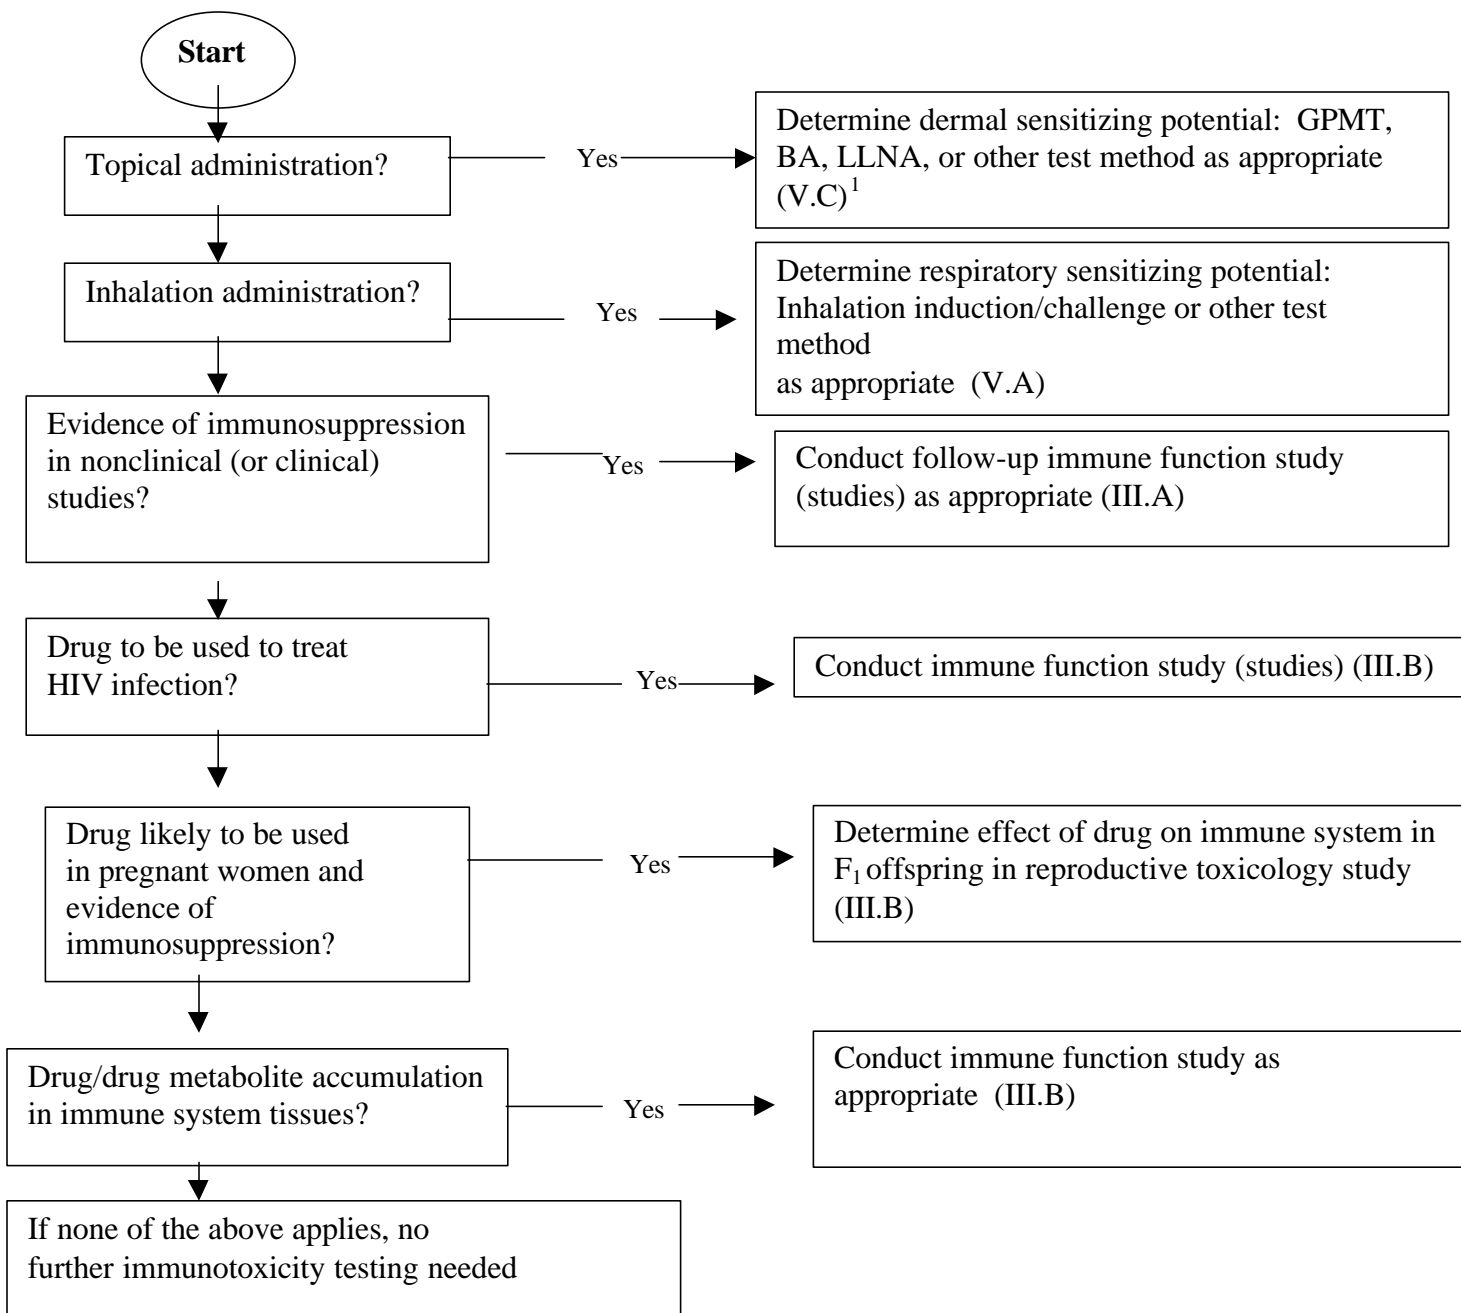 Start
Topical administration?
Yes
Determine dermal sensitizing potential:  GPMT,
BA, LLNA, or other test method as appropriate
(V.C)1
Inhalation administration?
Yes
Determine respiratory sensitizing potential:
Inhalation induction/challenge or other test
method
as appropriate  (V.A)
Evidence of immunosuppression
in nonclinical (or clinical)
studies?
Yes
Conduct follow-up immune function study
(studies) as appropriate (III.A)
Drug to be used to treat
HIV infection?
Yes
Conduct immune function study (studies) (III.B)
Drug likely to be used
in pregnant women and
evidence of
immunosuppression?
Yes
Determine effect of drug on immune system in
F1 offspring in reproductive toxicology study
(III.B)
Drug/drug metabolite accumulation
in immune system tissues?
Yes
Conduct immune function study as
appropriate  (III.B)
If none of the above applies, no
further immunotoxicity testing needed